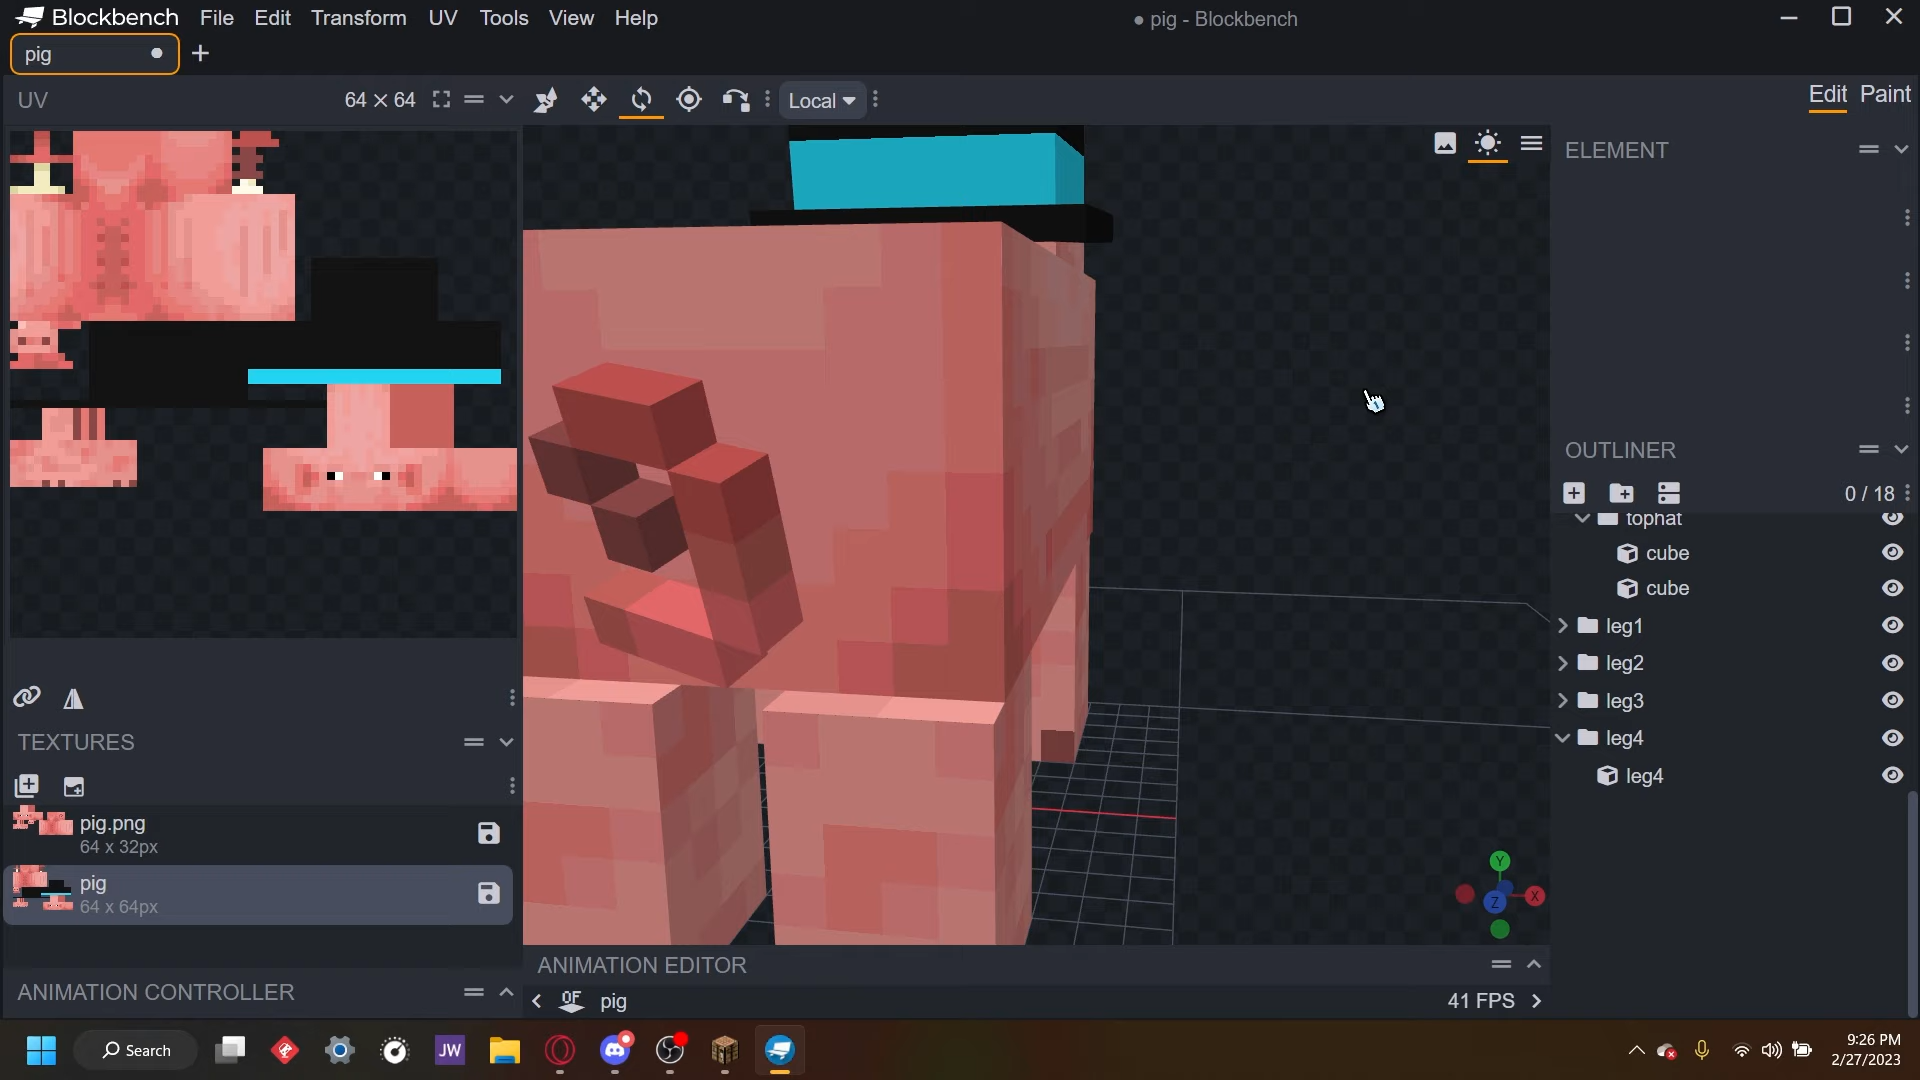 Blockbench File Edit Transform UV Tools View Help
● pig - Blockbench
pig
UV
64 × 64
Local
Edit Paint
ELEMENT
OUTLINER
0 / 18
tophat
cube
cube
leg1
leg2
leg3
leg4
leg4
TEXTURES
pig.png
64 x 32px
pig
64 x 64px
Y
X
Z
ANIMATION EDITOR
ANIMATION CONTROLLER
OF pig
41 FPS
Search
JW
9:26 PM
2/27/2023